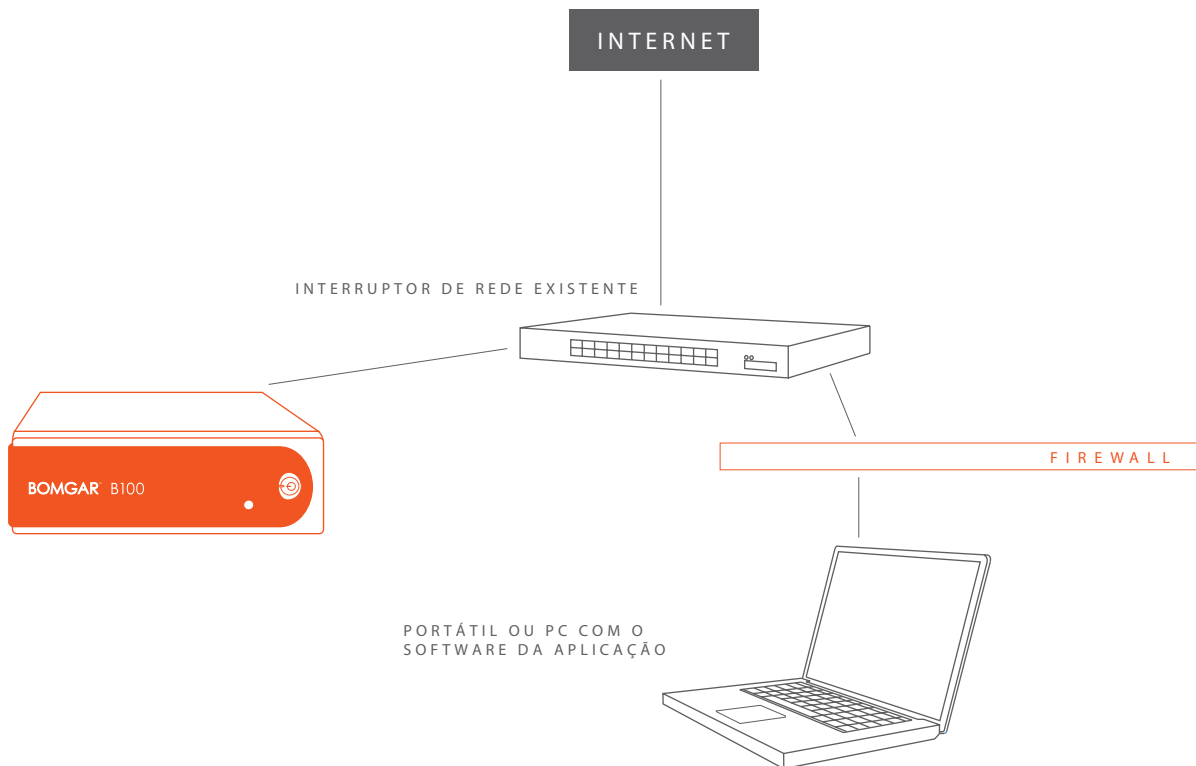 INTERNET
INTERRUPTOR DE REDE EXISTENTE
FIREWALL
BOMGAR B100
PORTÁTIL OU PC COM O
SOFTWARE DA APLICAÇÃO